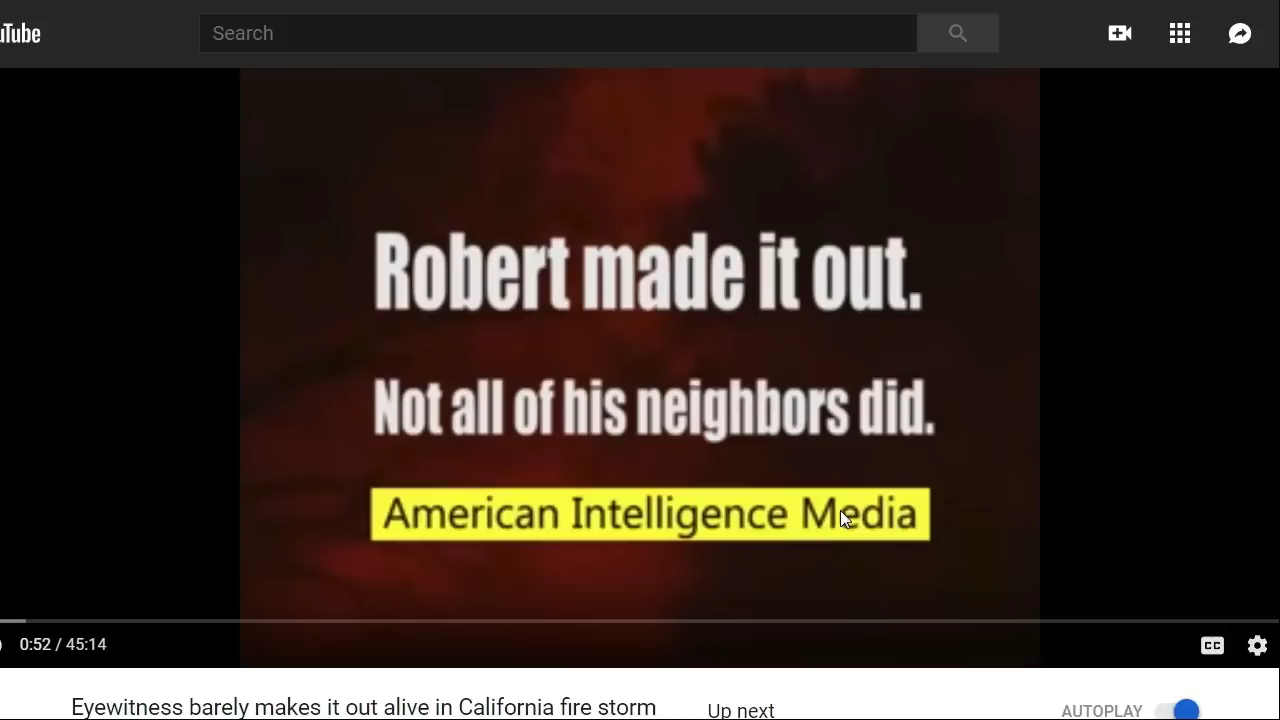 uTube
Search
Robert made it out.
Not all of his neighbors did.
American Intelligence Media
0:52 / 45:14
CC
Eyewitness barely makes it out alive in California fire storm
Up next
AUTOPLAY